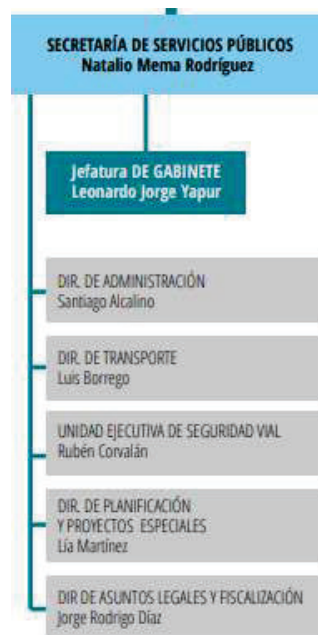 SECRETARÍA DE SERVICIOS PÚBLICOS
Natalio Mema Rodríguez
Jefatura DE GABINETE
Leonardo Jorge Yapur
DIR. DE ADMINISTRACIÓN
Santiago Alcalino
DIR. DE TRANSPORTE
Luis Borrego
UNIDAD EJECUTIVA DE SEGURIDAD VIAL
Rubén Corvalán
DIR. DE PLANIFICACIÓN
Y PROYECTOS ESPECIALES
Lía Martínez
DIR DE ASUNTOS LEGALES Y FISCALIZACIÓN
Jorge Rodrigo Díaz